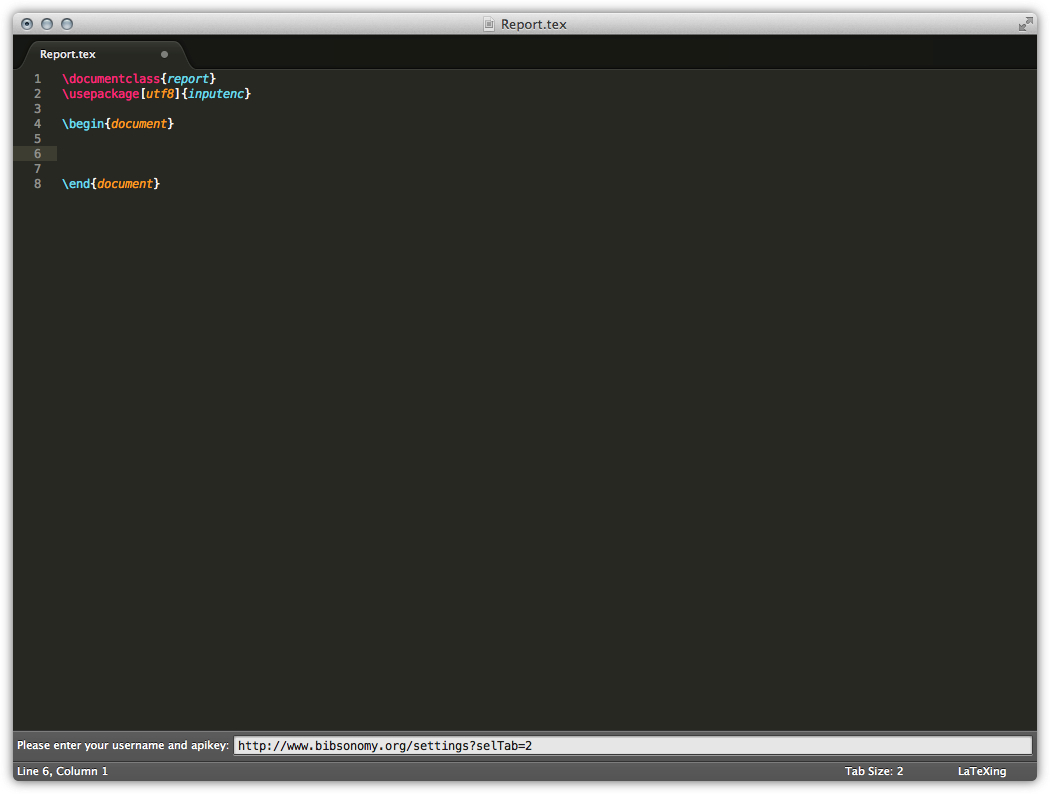 Report.tex
Report.tex
1 \documentclass{report}
2 \usepackage[utf8]{inputenc}
3
4 \begin{document}
5
6
7
8 \end{document}
Please enter your username and apikey: http://www.bibsonomy.org/settings?selTab=2
Line 6, Column 1 Tab Size: 2 LaTeXing